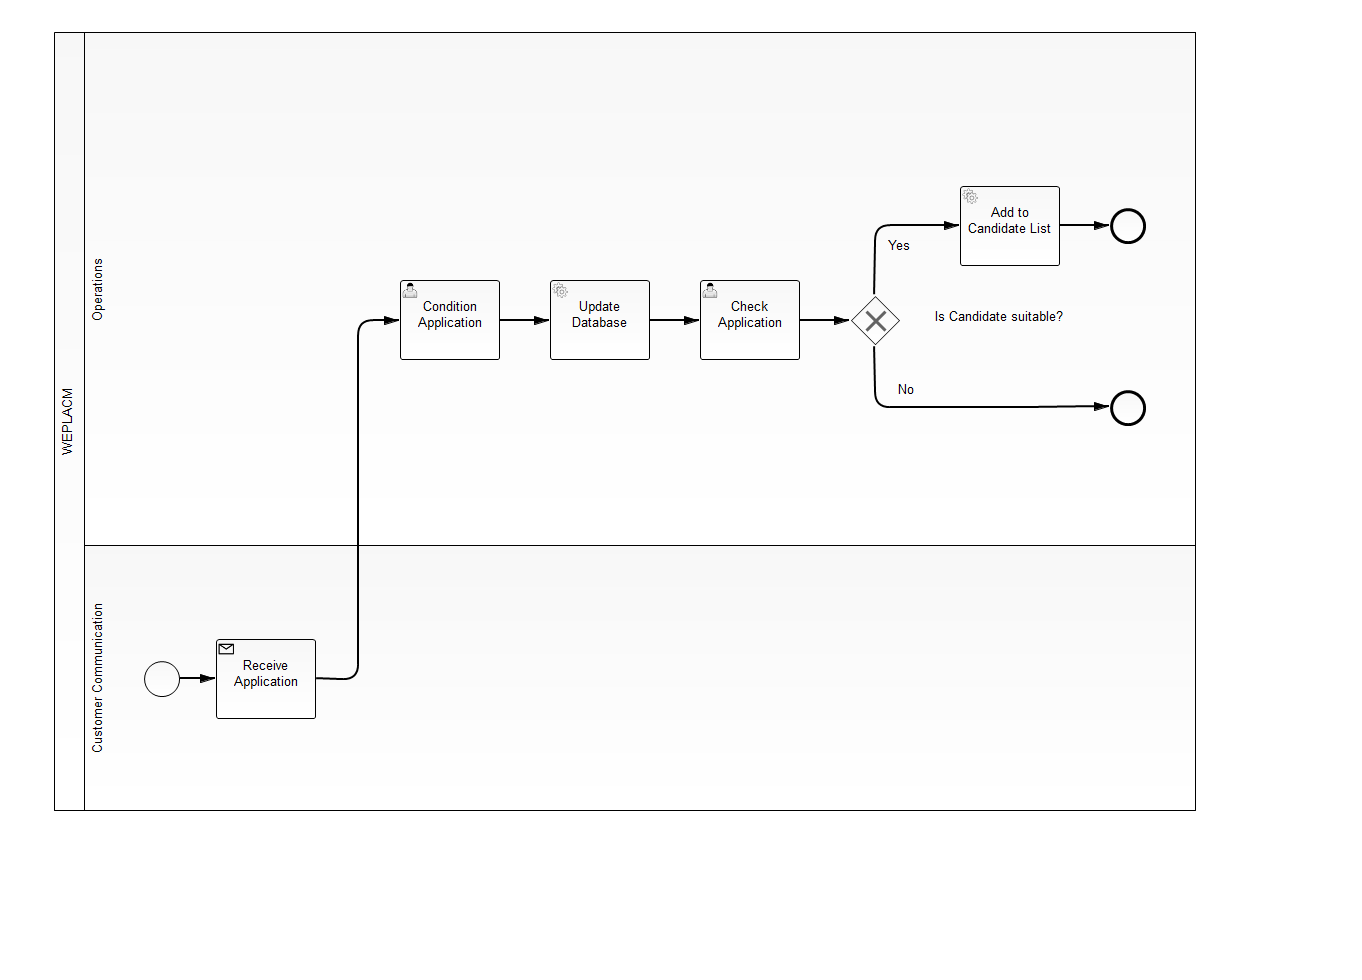 WEPLACM
Operations
Add to
Candidate List
Yes
Condition
Application
Update
Database
Check
Application
Is Candidate suitable?
No
Customer Communication
Receive
Application